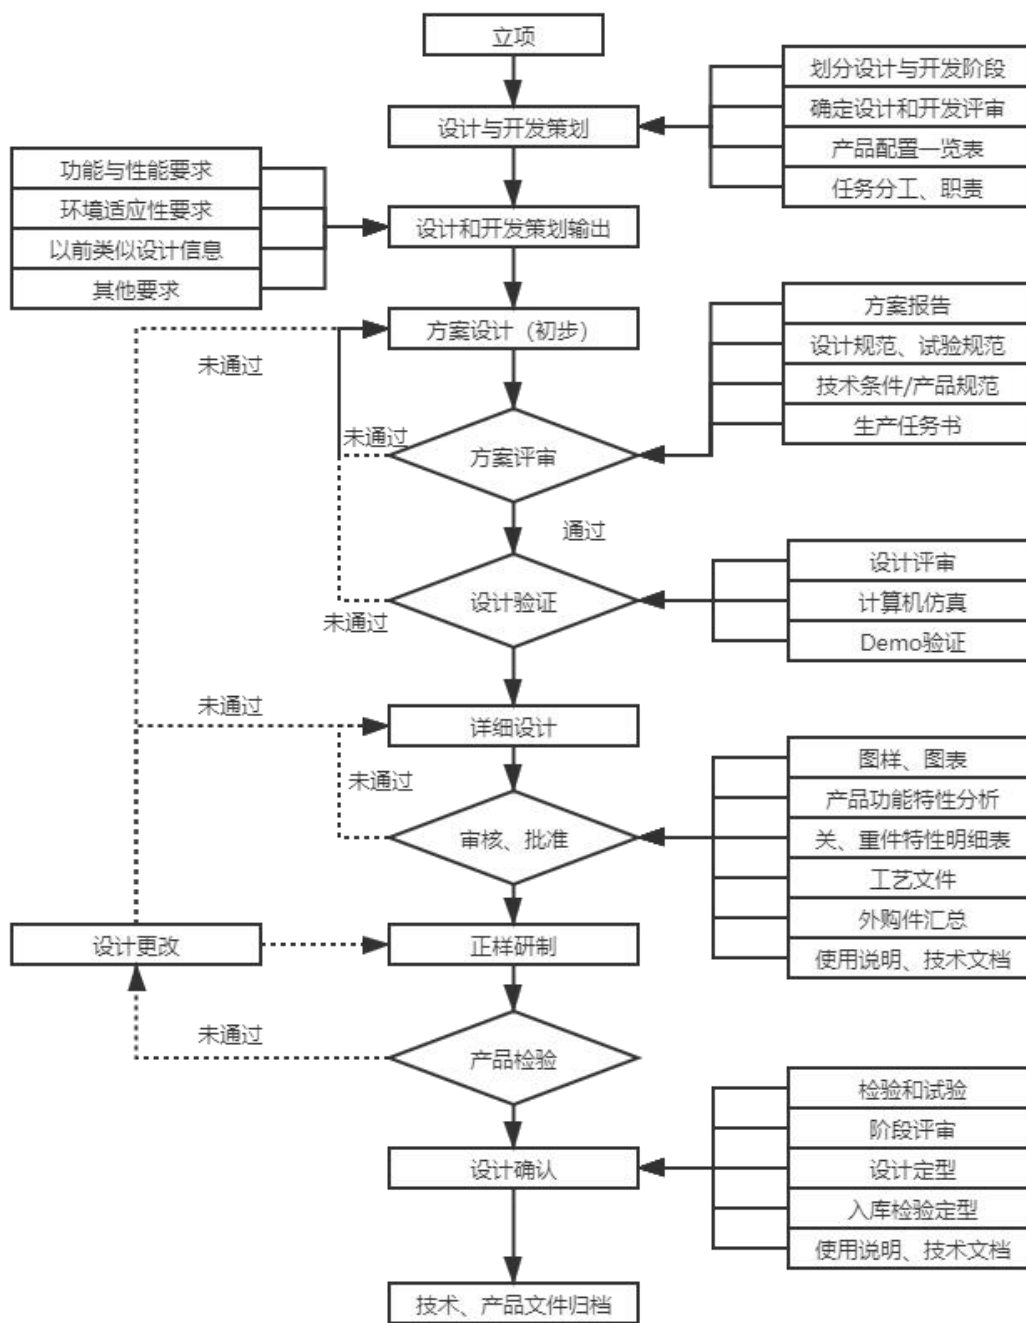 立项
划分设计与开发阶段
确定设计和开发评审
设计与开发策划
产品配置一览表
任务分工、职责
功能与性能要求
环境适应性要求
设计和开发策划输出
以前类似设计信息
其他要求
方案报告
方案设计（初步）
设计规范、试验规范
未通过
技术条件/产品规范
生产任务书
未通过
方案评审
通过
设计评审
设计验证
计算机仿真
未通过
Demo验证
未通过
详细设计
图样、图表
未通过
产品功能特性分析
审核、批准
关、重件特性明细表
工艺文件
外购件汇总
设计更改
正样研制
使用说明、技术文档
未通过
产品检验
检验和试验
阶段评审
设计确认
设计定型
入库检验定型
使用说明、技术文档
技术、产品文件归档